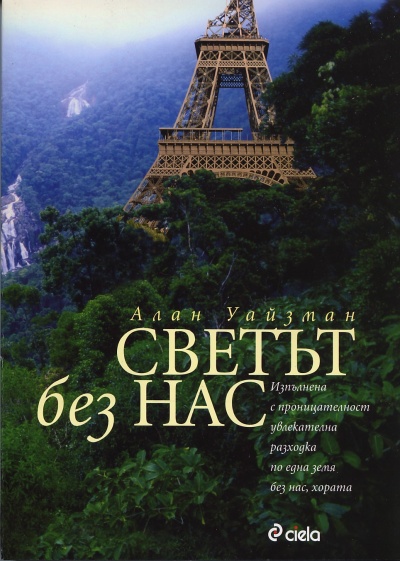 Алан Уайзман
СВЕТЪТ
без НАС
Изпълнена
с проницателност
увлекателна
разходка
по една земя
без нас, хората
ciela